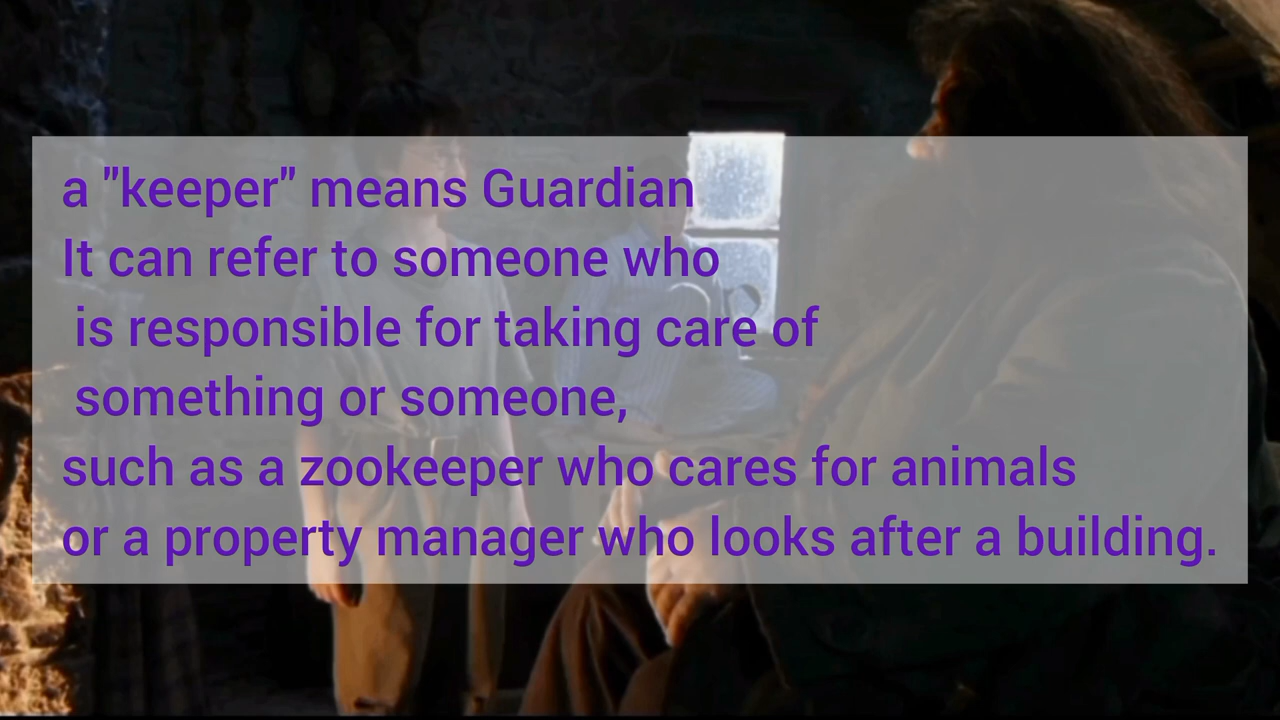 a "keeper" means Guardian
It can refer to someone who
is responsible for taking care of
something or someone,
such as a zookeeper who cares for animals
or a property manager who looks after a building.